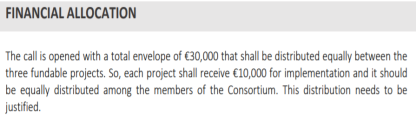 FINANCIAL ALLOCATION
The call is opened with a total envelope of €30,000 that shall be distributed equally between the
three fundable projects. So, each project shall receive €10,000 for implementation and it should
be equally distributed among the members of the Consortium. This distribution needs to be
justified.